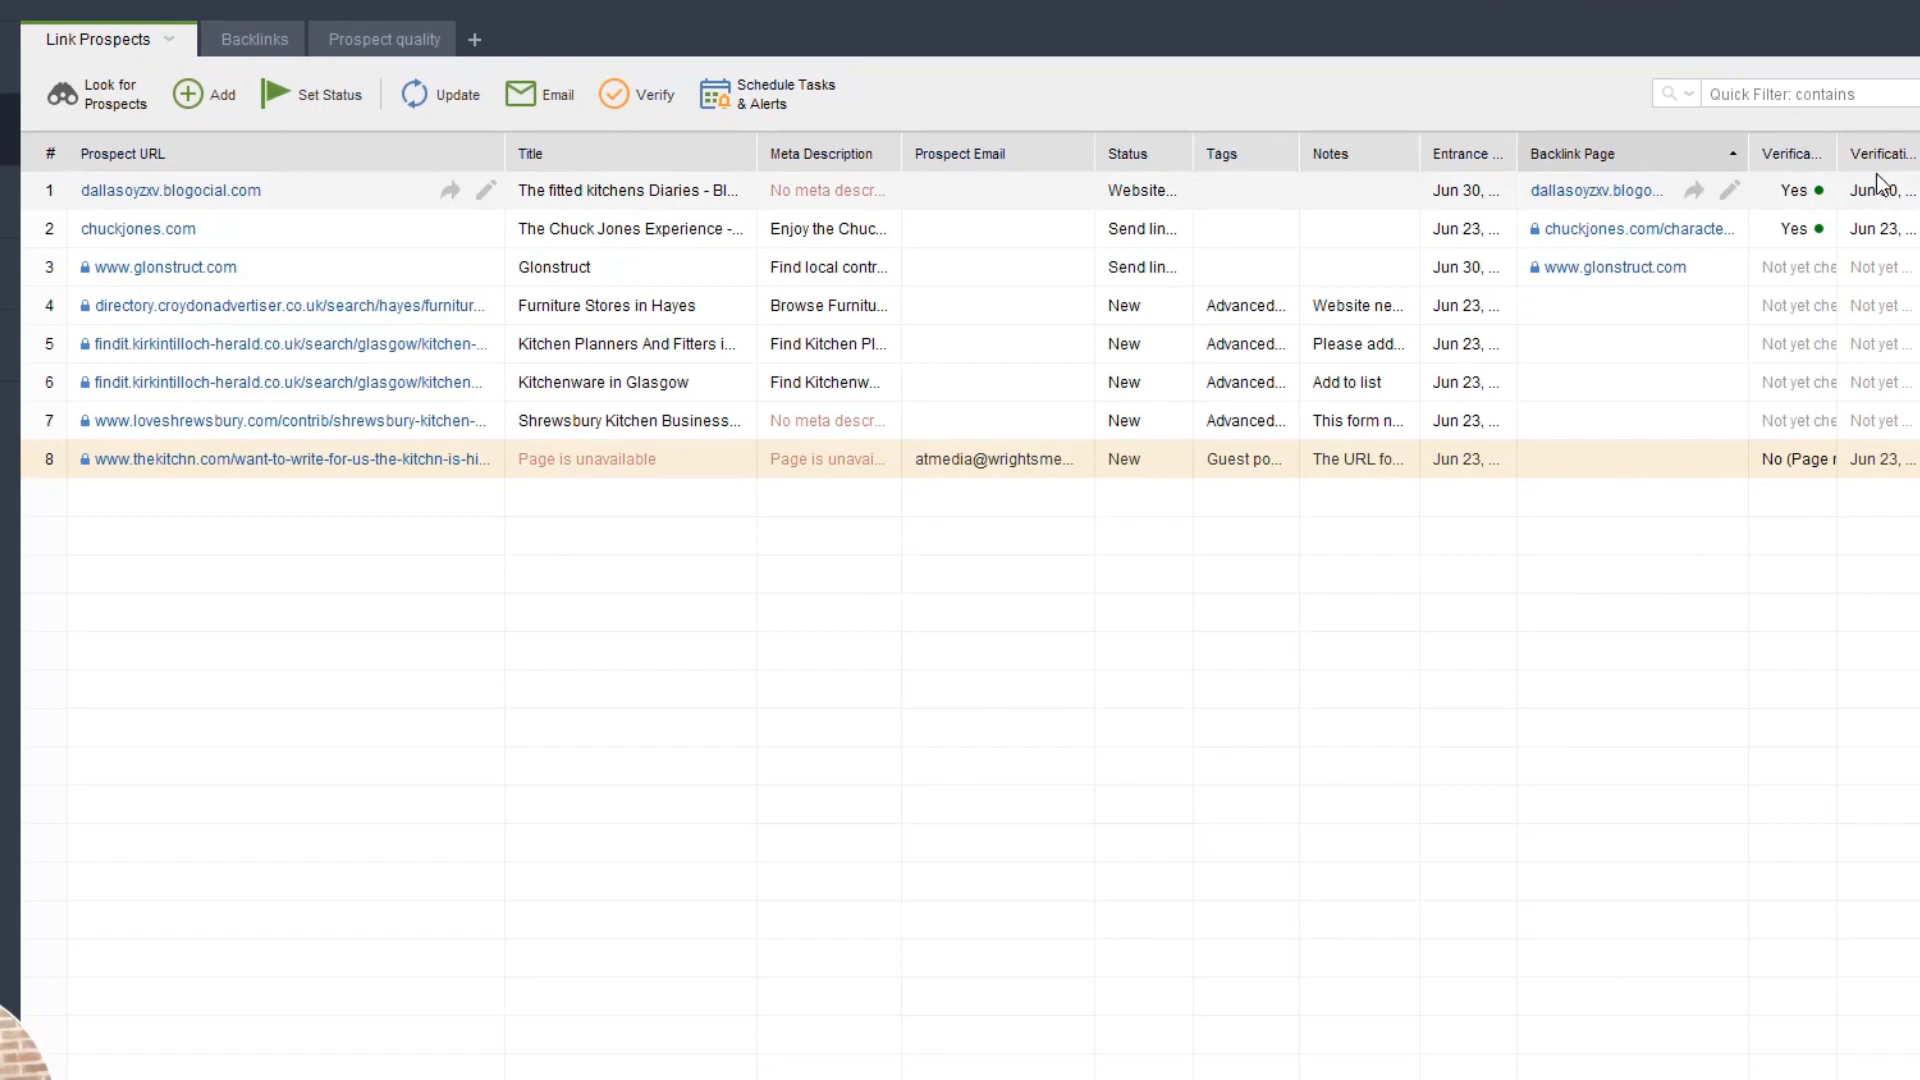 Link Prospects Backlinks Prospect quality +
Look for Prospects Add Set Status Update Email Verify Schedule Tasks & Alerts Quick Filter: contains
# Prospect URL Title Meta Description Prospect Email Status Tags Notes Entrance ... Backlink Page Verifica... Verificati...
1 dallasoyzxv.blogocial.com The fitted kitchens Diaries - Bl... No meta descr... Website... Jun 30, ... dallasoyzxv.blogo... Yes Jun 30, ...
2 chuckjones.com The Chuck Jones Experience -... Enjoy the Chuc... Send lin... Jun 23, ... chuckjones.com/characte... Yes Jun 23, ...
3 www.glonstruct.com Glonstruct Find local contr... Send lin... Jun 30, ... www.glonstruct.com Not yet che Not yet ...
4 directory.croydonadvertiser.co.uk/search/hayes/furnitur... Furniture Stores in Hayes Browse Furnitu... New Advanced... Website ne... Jun 23, ... Not yet che Not yet ...
5 findit.kirkintilloch-herald.co.uk/search/glasgow/kitchen-... Kitchen Planners And Fitters i... Find Kitchen Pl... New Advanced... Please add... Jun 23, ... Not yet che Not yet ...
6 findit.kirkintilloch-herald.co.uk/search/glasgow/kitchen... Kitchenware in Glasgow Find Kitchenw... New Advanced... Add to list Jun 23, ... Not yet che Not yet ...
7 www.loveshrewsbury.com/contrib/shrewsbury-kitchen-... Shrewsbury Kitchen Business... No meta descr... New Advanced... This form n... Jun 23, ... Not yet che Not yet ...
8 www.thekitchn.com/want-to-write-for-us-the-kitchn-is-hi... Page is unavailable Page is unavai... atmedia@wrightsme... New Guest po... The URL fo... Jun 23, ... No (Page r Jun 23, ...